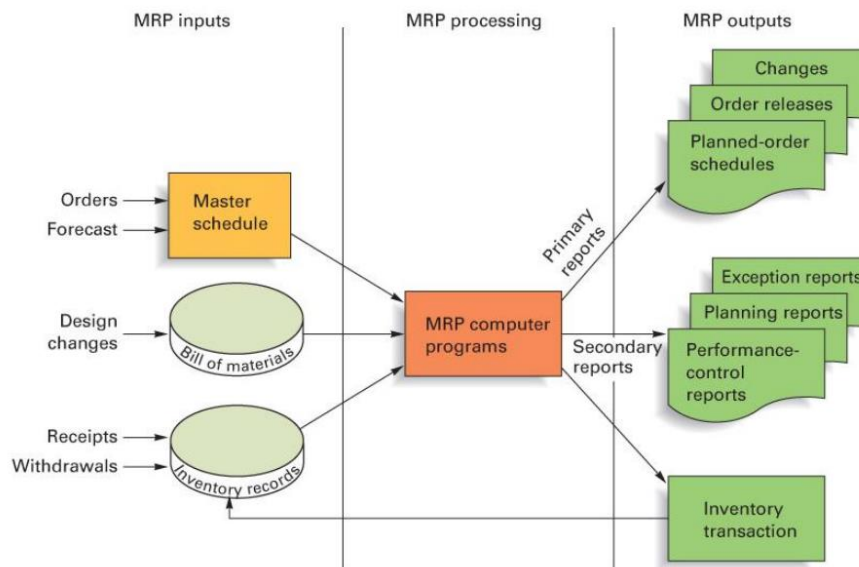 MRP inputs
MRP processing
MRP outputs
Changes
Order releases
Planned-order
schedules
Orders
Forecast
Master
schedule
Primary
reports
Design
changes
Bill of materials
MRP computer
programs
Secondary
reports
Exception reports
Planning reports
Performance-
control
reports
Receipts
Withdrawals
Inventory records
Inventory
transaction